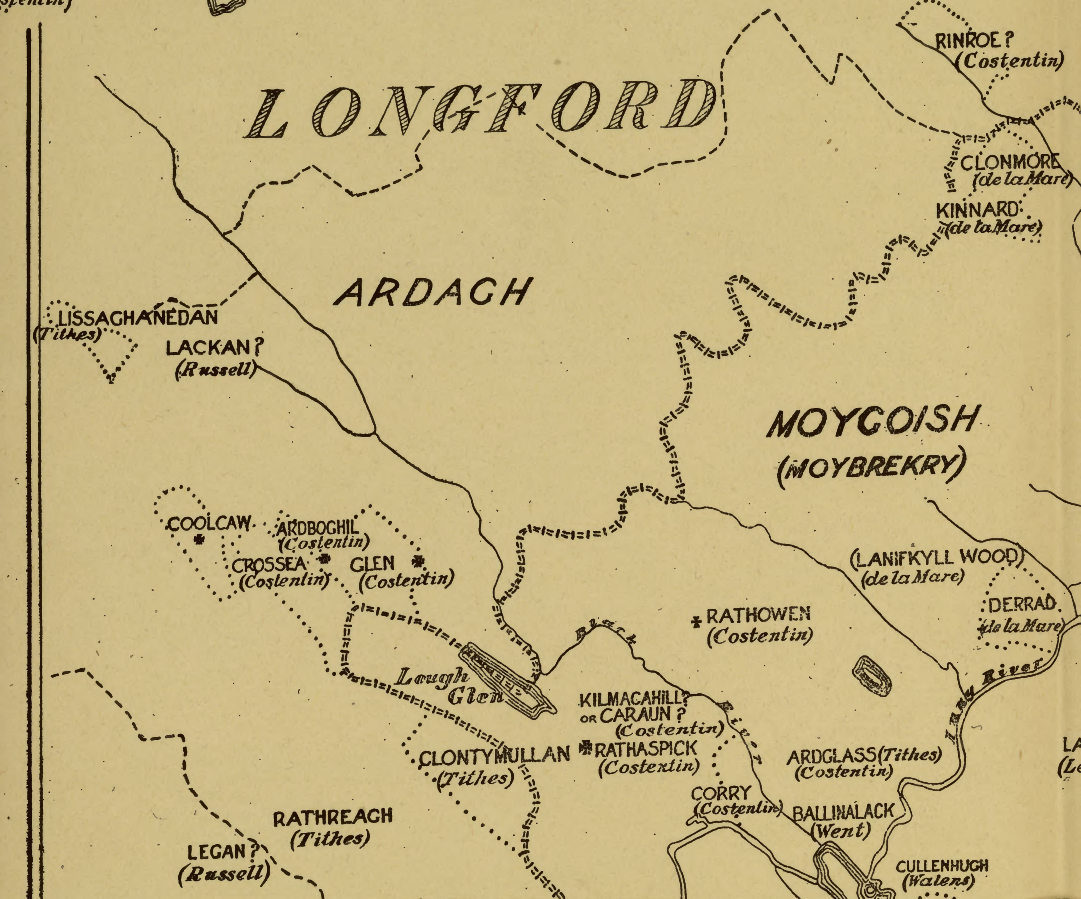 RINROE?
(Costentin)
LONGFORD
CLONMORE
(de la Mare)
KINNARD
(de la Mare)
ARDAGH
LISSAGHANEDAN
(Tithes)
LACKAN?
(Russell)
MOYGOISH
(MOYBREKRY)
COOLCAW
ARDBOGHIL
(Costentin)
CROSSEA
(Costentin)
GLEN
(Costentin)
(LANIFKYLL WOOD)
(de la Mare)
DERRAD
(de la Mare)
RATHOWEN
(Costentin)
Black
River
Inny River
Lough
Glen
KILMACAHILL?
OR CARAUN?
(Costentin)
CLONTYMULLAN
(Tithes)
RATHASPICK
(Costentin)
ARDGLASS (Tithes)
(Costentin)
CORRY
(Costentin)
BALLINALACK
(Went)
RATHREAGH
(Tithes)
LEGAN?
(Russell)
CULLENHUGH
(Walens)